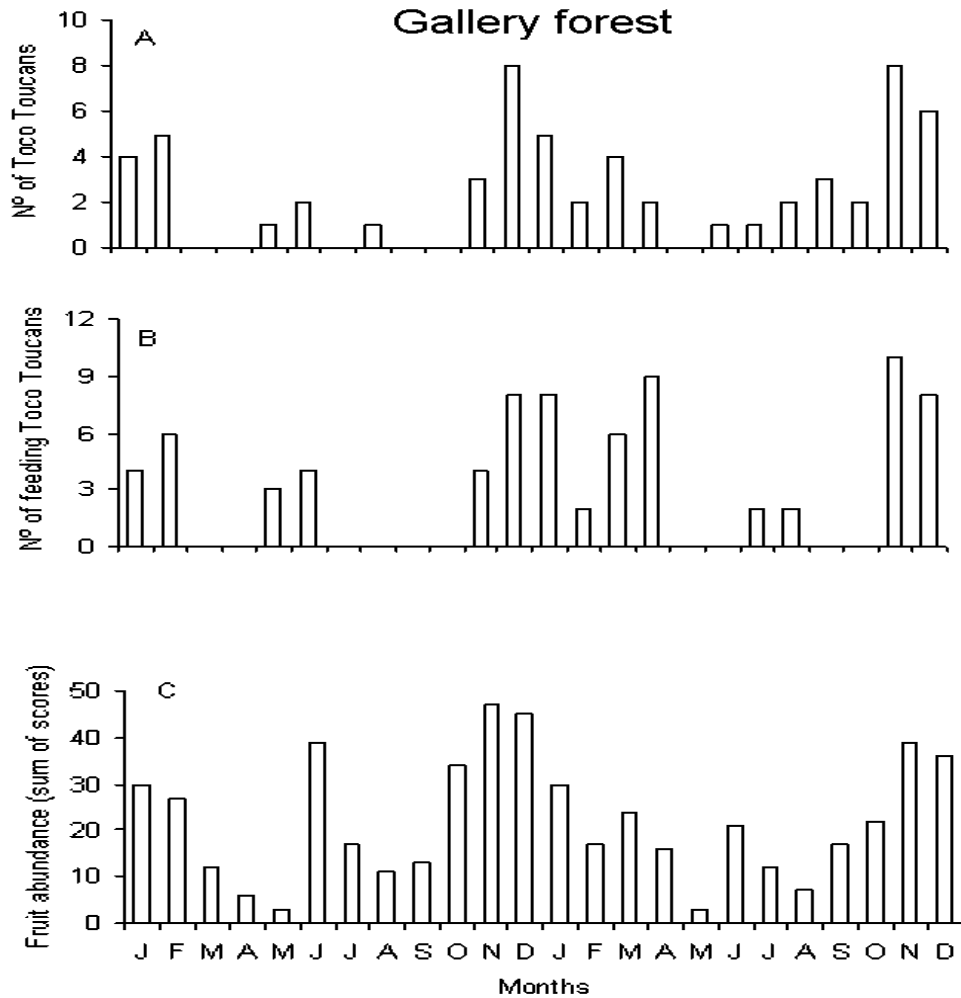 Gallery forest
A
Nº of Toco Toucans
10
8
6
4
2
0
B
Nº of feeding Toco Toucans
12
9
6
3
0
C
Fruit abundance (sum of scores)
50
40
30
20
10
0
J F M A M J J A S O N D J F M A M J J A S O N D
Months